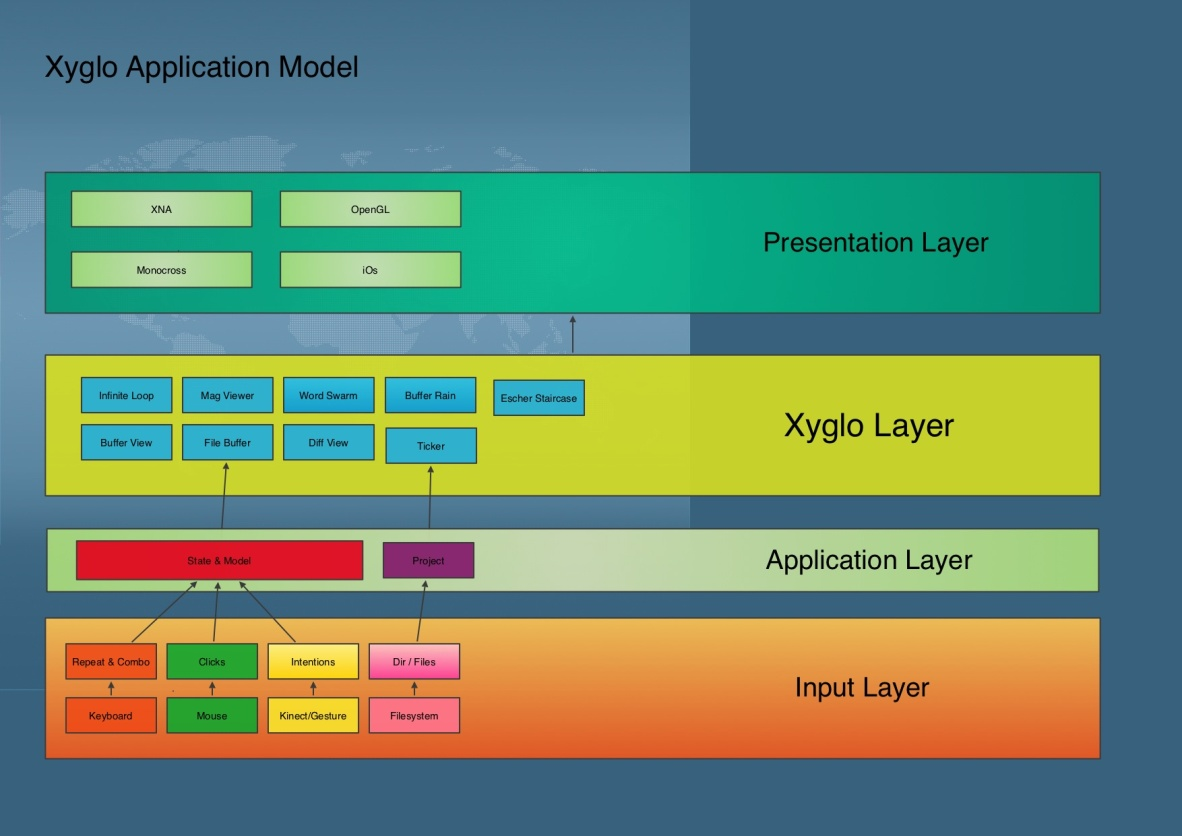 Xyglo Application Model
XNA
OpenGL
Monocross
iOs
Presentation Layer
Infinite Loop
Mag Viewer
Word Swarm
Buffer Rain
Escher Staircase
Buffer View
File Buffer
Diff View
Ticker
Xyglo Layer
State & Model
Project
Application Layer
Repeat & Combo
Clicks
Intentions
Dir / Files
Keyboard
Mouse
Kinect/Gesture
Filesystem
Input Layer